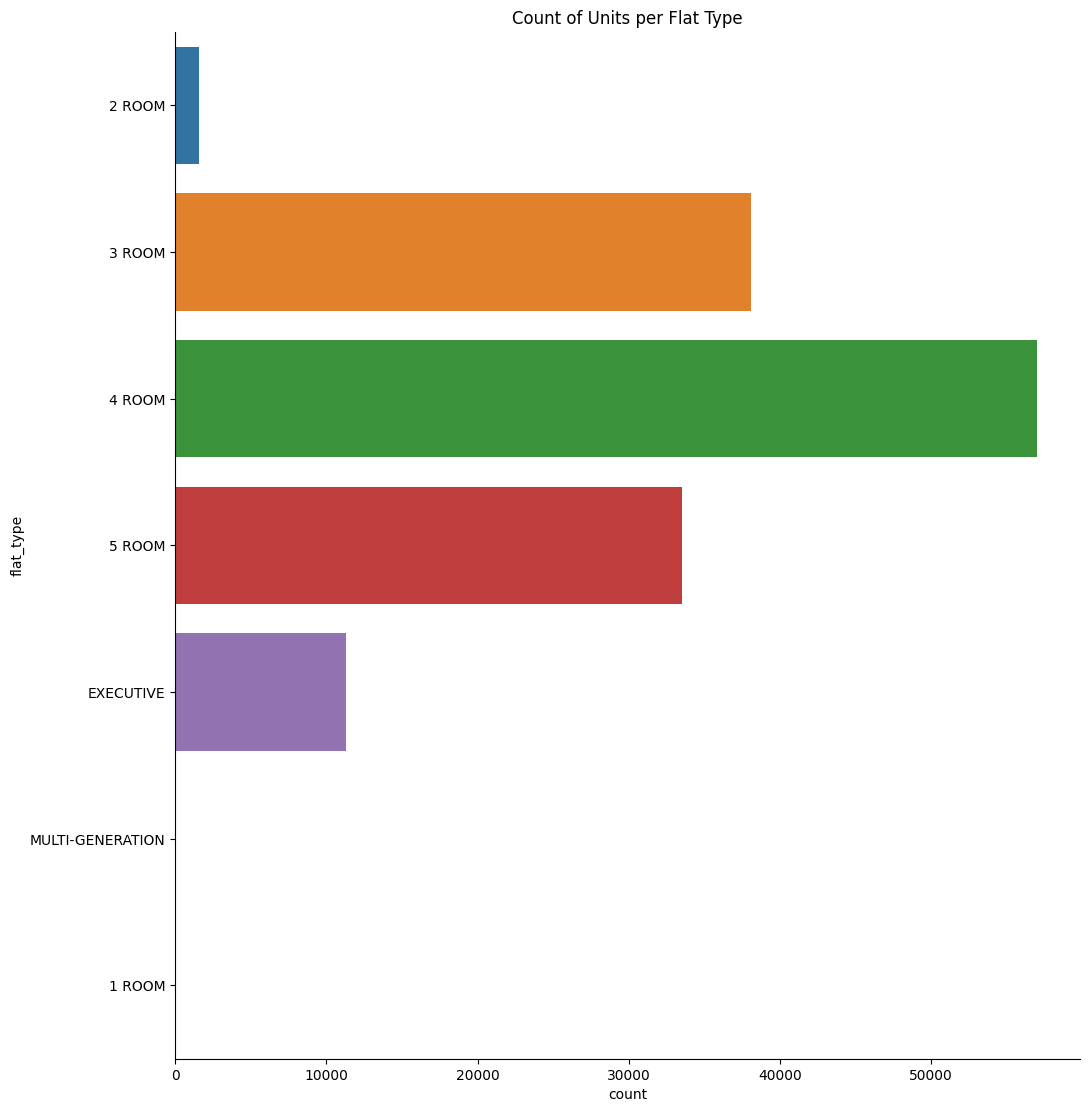 Count of Units per Flat Type
2 ROOM
3 ROOM
4 ROOM
5 ROOM
EXECUTIVE
MULTI-GENERATION
1 ROOM
flat_type
0 10000 20000 30000 40000 50000
count